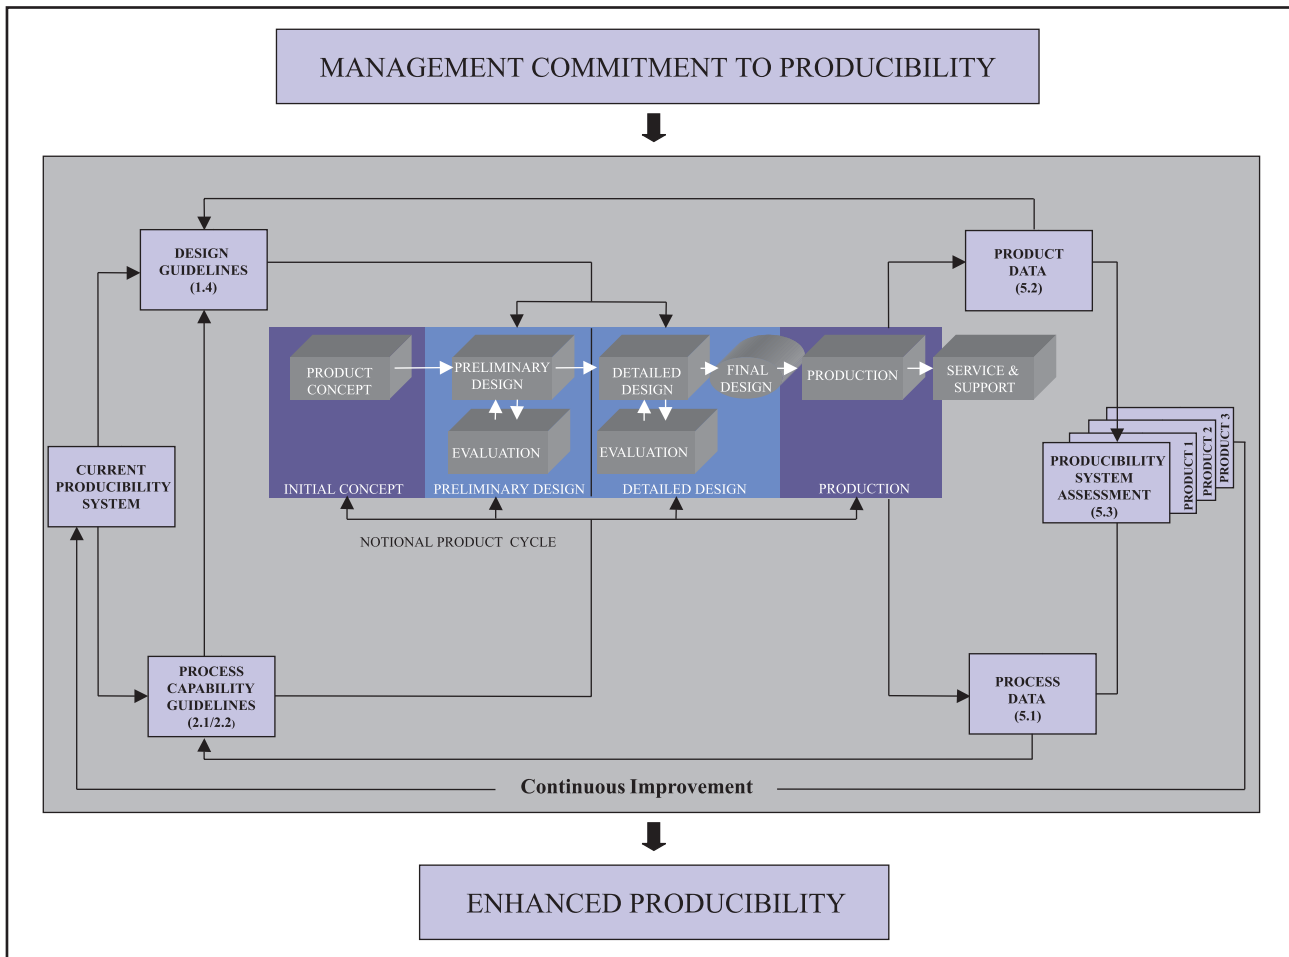 MANAGEMENT COMMITMENT TO PRODUCIBILITY
DESIGN
GUIDELINES
(1.4)
PRODUCT
DATA
(5.2)
PRODUCT
CONCEPT
PRELIMINARY
DESIGN
DETAILED
DESIGN
FINAL
DESIGN
PRODUCTION
SERVICE &
SUPPORT
EVALUATION
EVALUATION
INITIAL CONCEPT
PRELIMINARY DESIGN
DETAILED DESIGN
PRODUCTION
NOTIONAL PRODUCT CYCLE
CURRENT
PRODUCIBILITY
SYSTEM
PRODUCIBILITY
SYSTEM
ASSESSMENT
(5.3)
PRODUCT 1
PRODUCT 2
PRODUCT 3
PROCESS
CAPABILITY
GUIDELINES
(2.1/2.2)
PROCESS
DATA
(5.1)
Continuous Improvement
ENHANCED PRODUCIBILITY